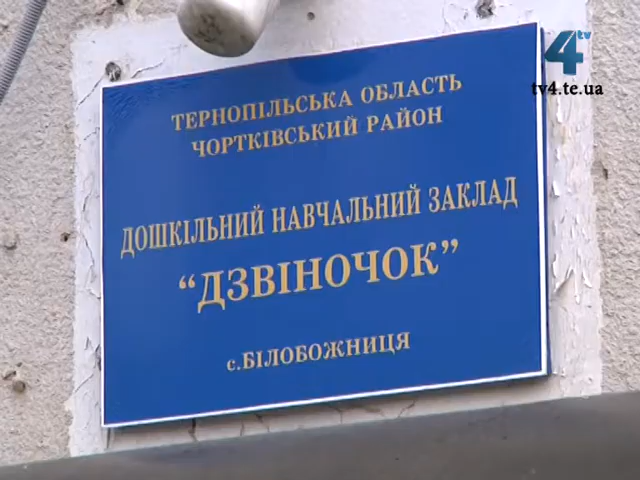 4tv
tv4.te.ua
ТЕРНОПІЛЬСЬКА ОБЛАСТЬ
ЧОРТКІВСЬКИЙ РАЙОН
ДОШКІЛЬНИЙ НАВЧАЛЬНИЙ ЗАКЛАД
“ДЗВІНОЧОК”
с.БІЛОБОЖНИЦЯ